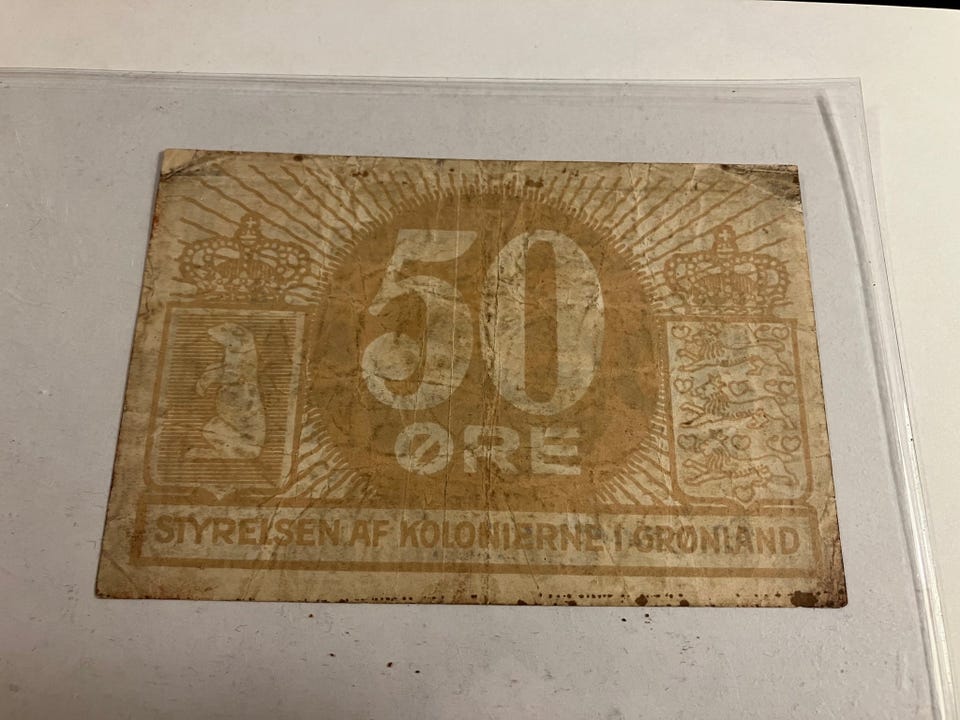 50
ØRE
STYRELSEN AF KOLONIERNE I GRØNLAND